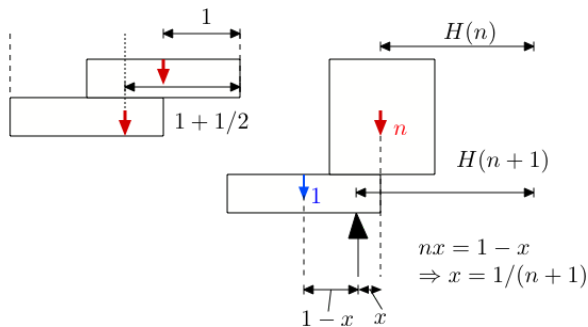 1
1 + 1/2
H(n)
n
H(n + 1)
1
nx = 1 − x
⇒ x = 1/(n + 1)
1 − x
x